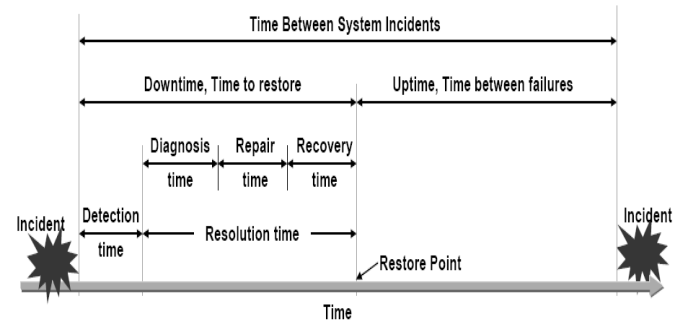 Time Between System Incidents
Downtime, Time to restore
Uptime, Time between failures
Diagnosis
Repair
Recovery
time
time
time
Incident
Detection
time
Resolution time
Incident
Restore Point
Time